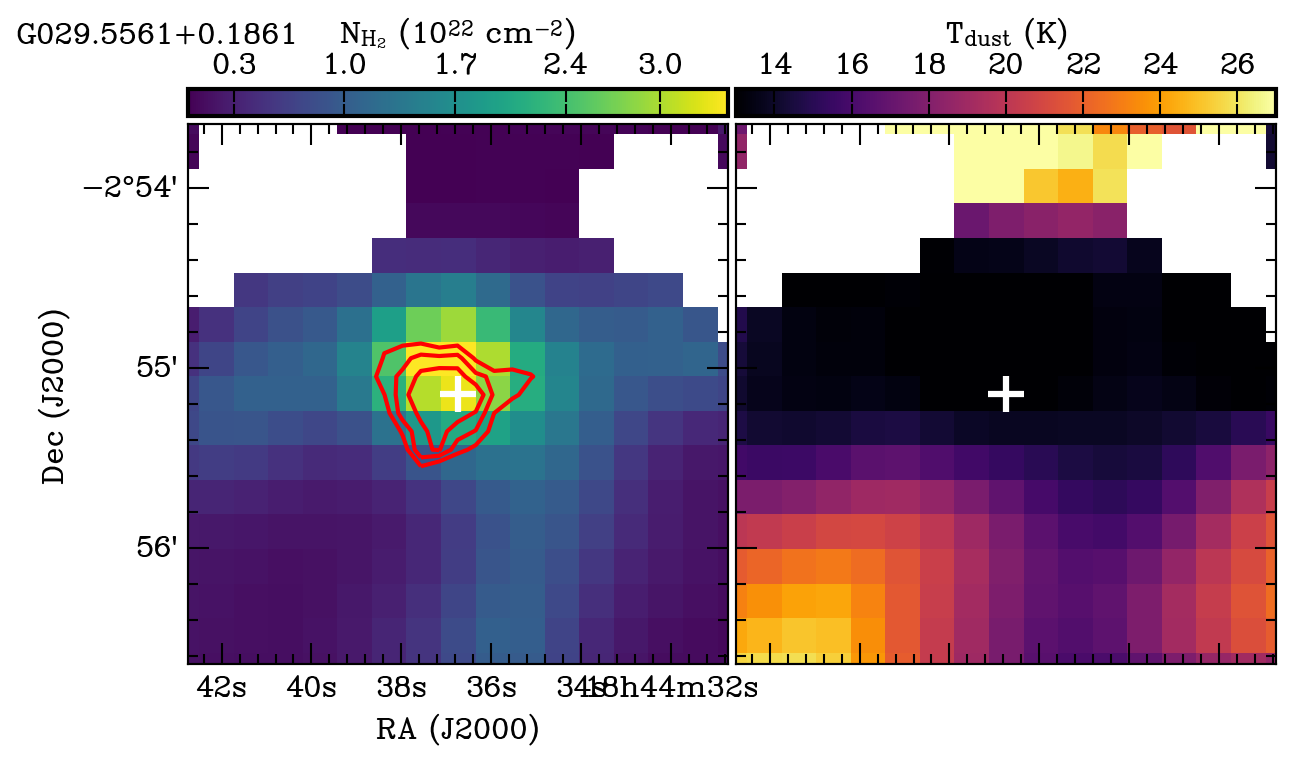 G029.5561+0.1861 N_H₂ (10²² cm⁻²) T_dust (K)
0.3 1.0 1.7 2.4 3.0 14 16 18 20 22 24 26
−2°54'
55'
56'
Dec (J2000)
42s 40s 38s 36s 34s 18h44m32s
RA (J2000)